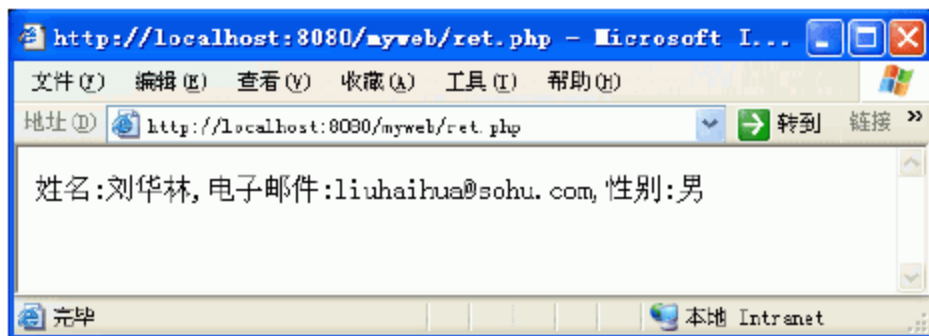 http://localhost:8080/myweb/ret.php - Microsoft I...
文件(F) 编辑(E) 查看(V) 收藏(A) 工具(T) 帮助(H)
地址(D) http://localhost:8080/myweb/ret.php 转到 链接 »
姓名:刘华林,电子邮件:liuhaihua@sohu.com,性别:男
完毕 本地 Intranet